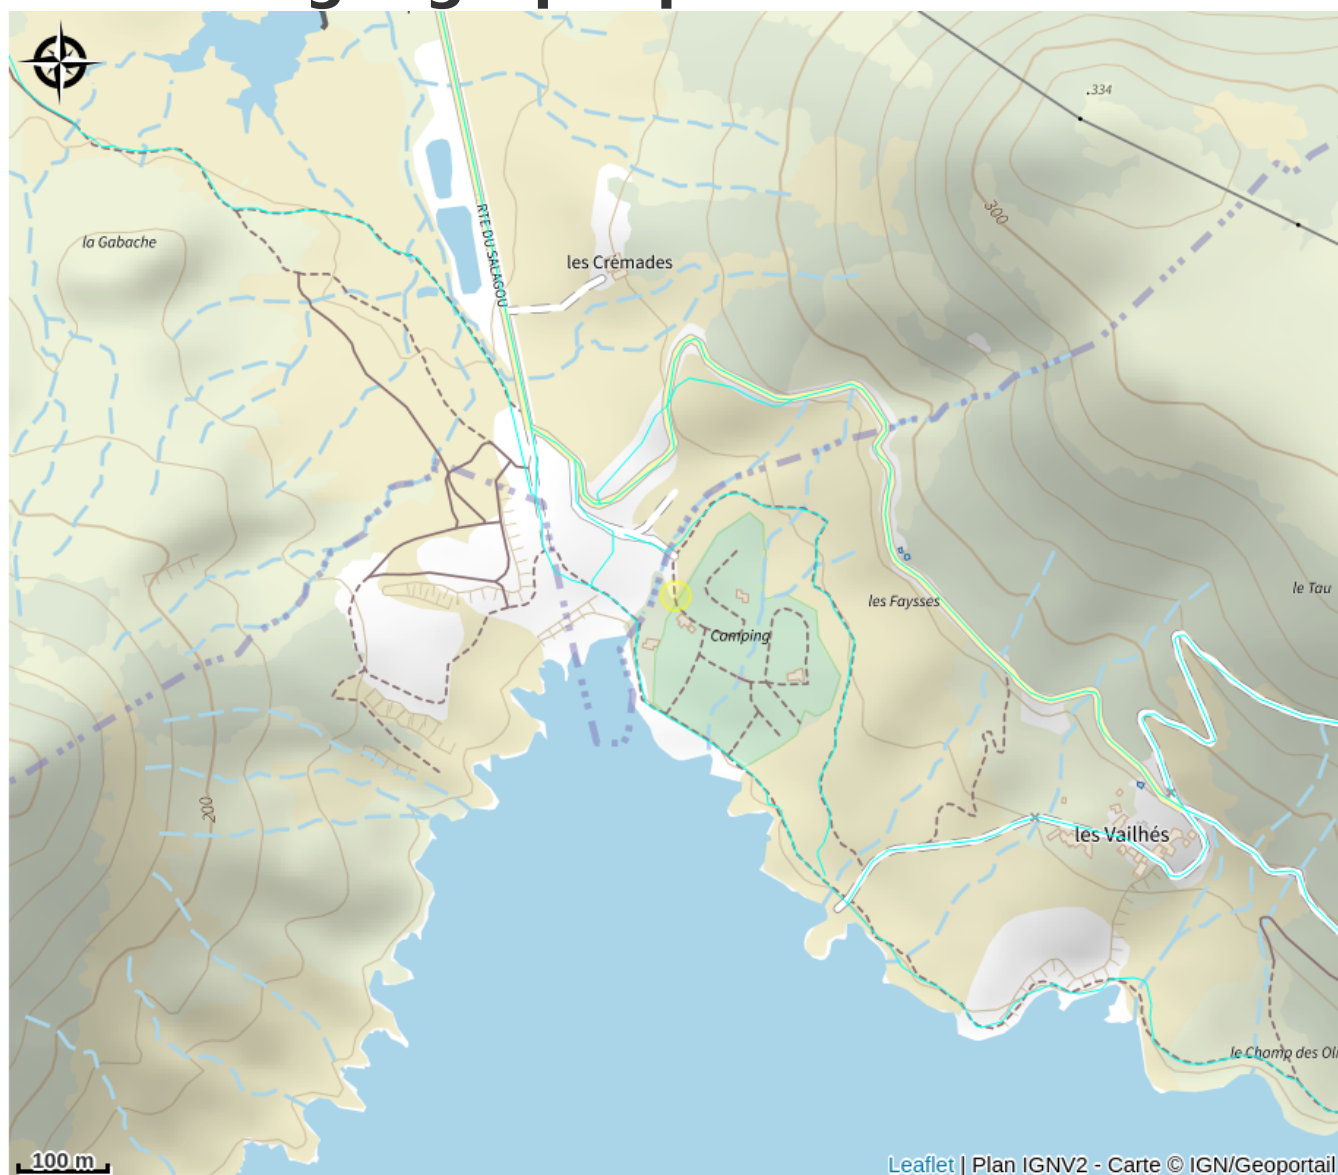 .334
300
RTE DU SALAGOU
la Gabache
les Crémades
le Tau
les Faysses
Camping
200
les Vailhés
le Champ des Oli
100 m
Leaflet | Plan IGNV2 - Carte © IGN/Geoportail